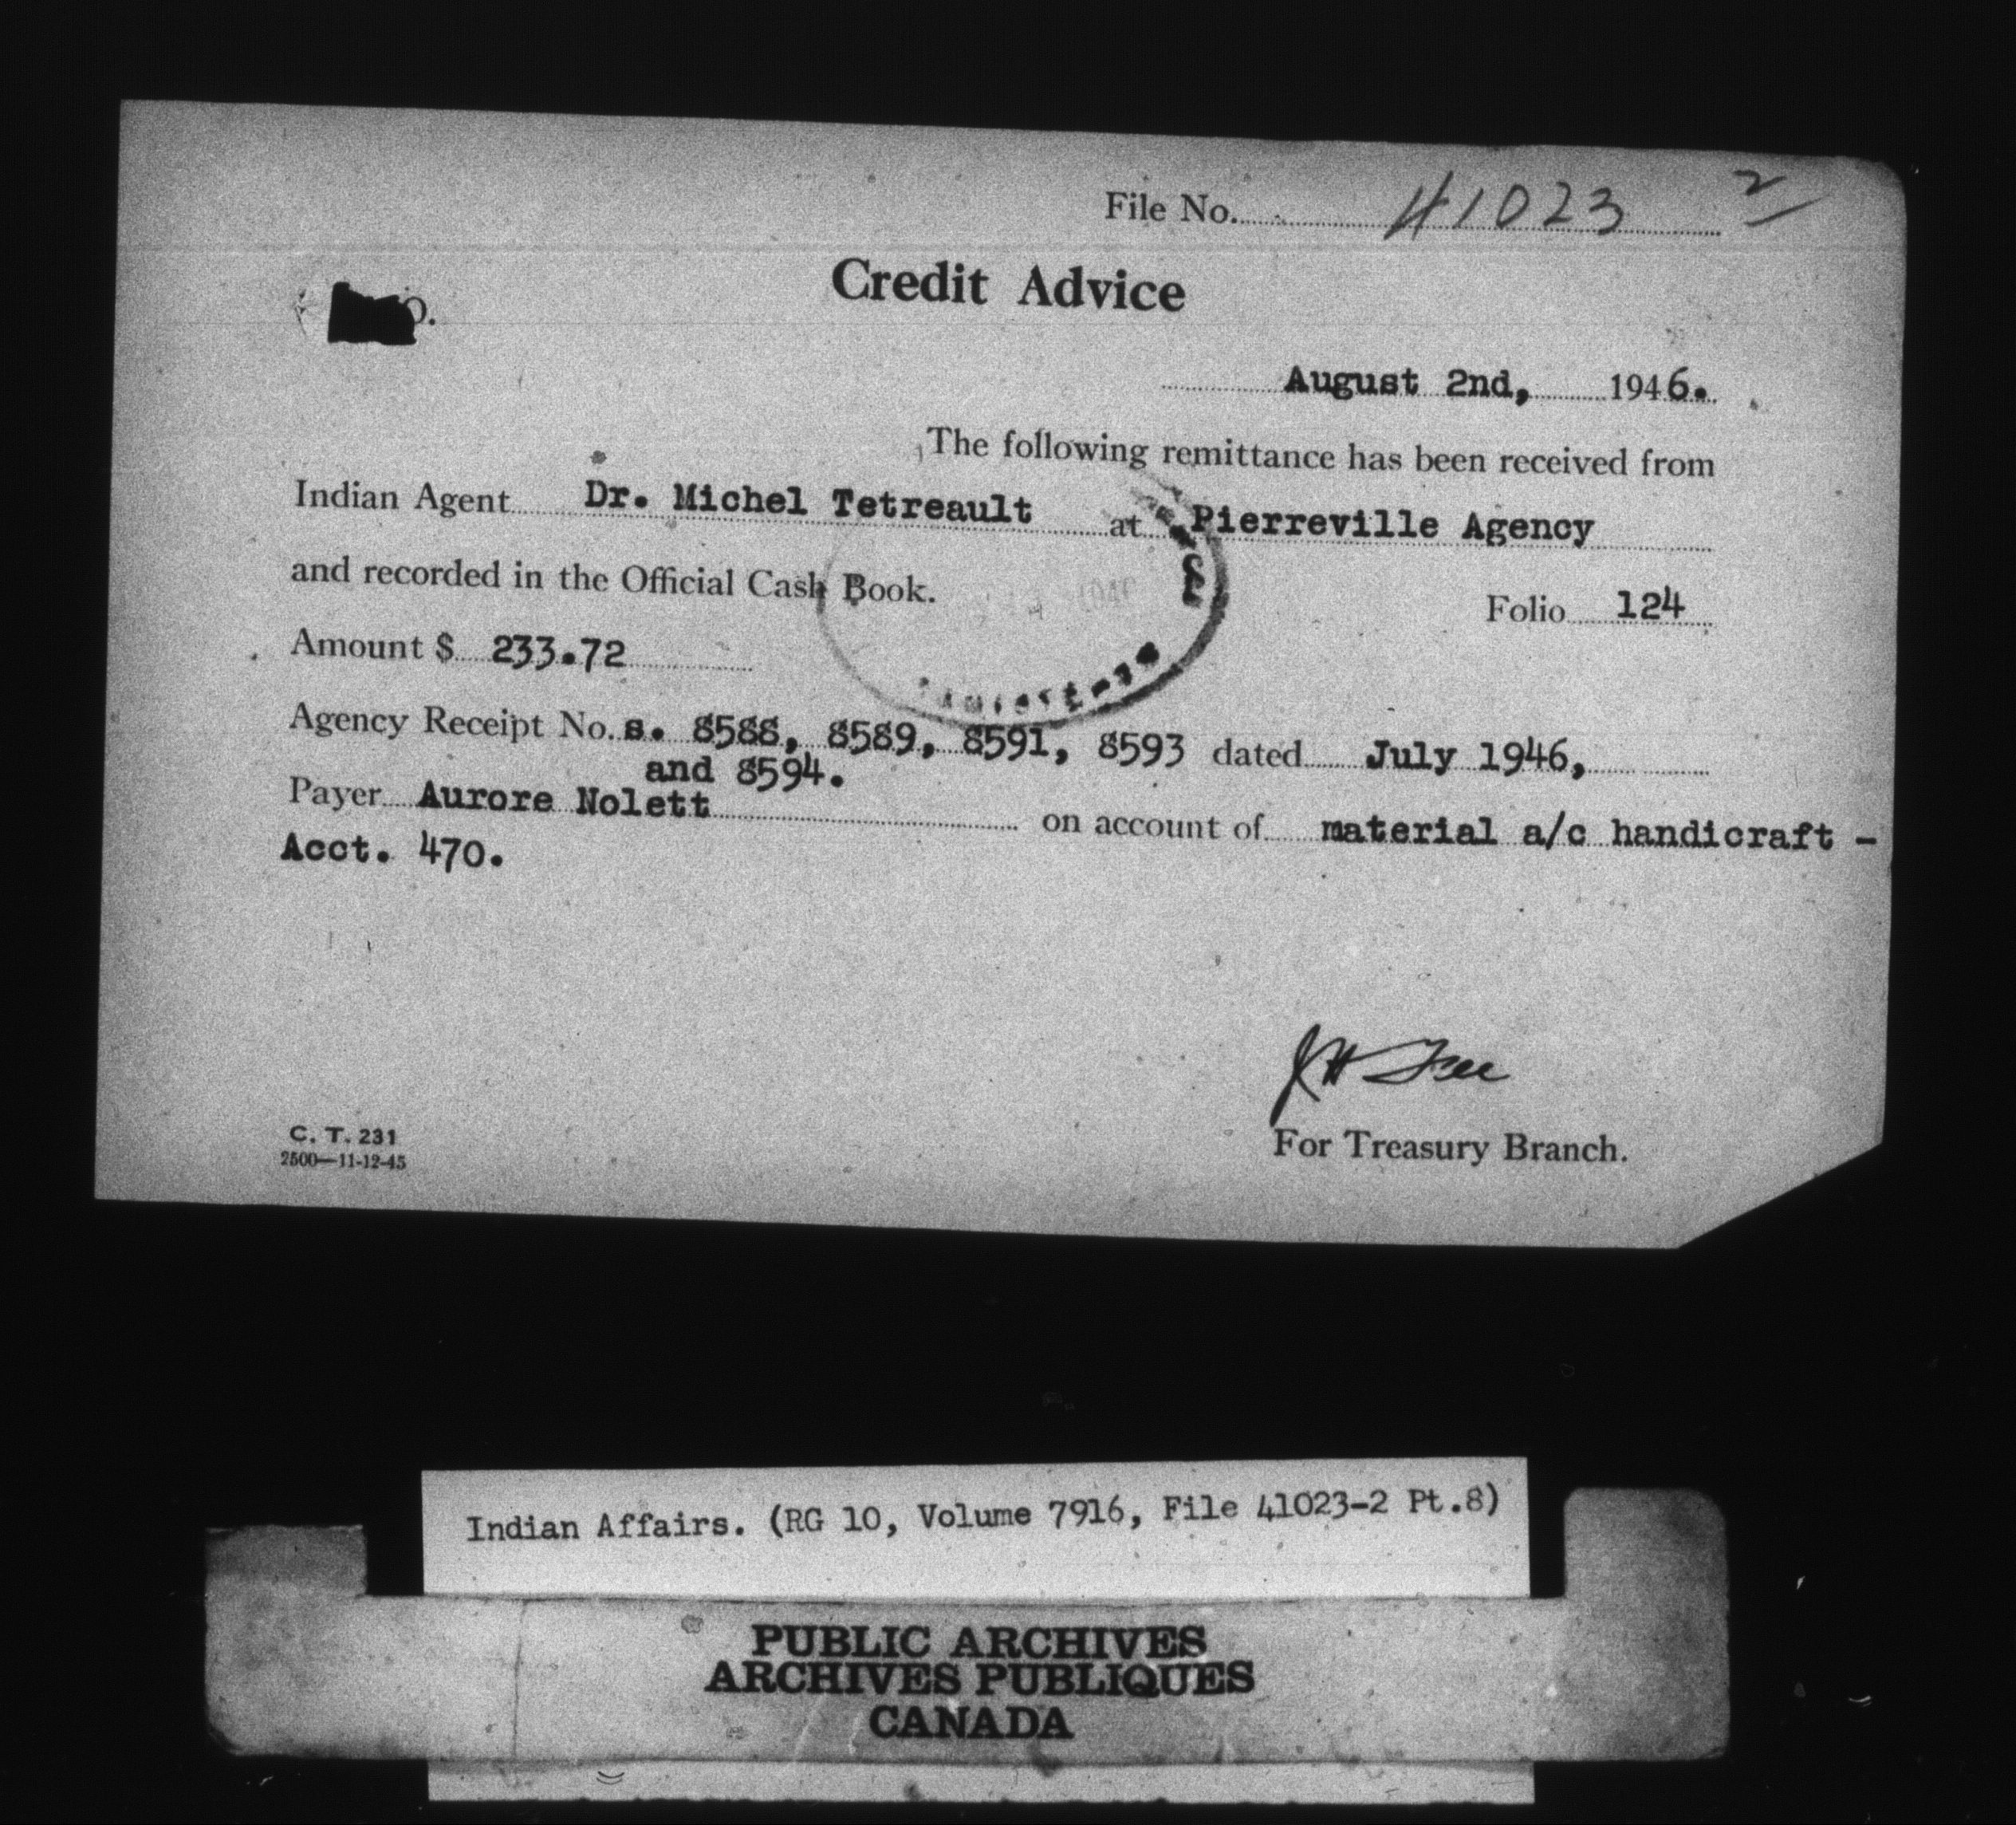 File No. 41023 2
Credit Advice
August 2nd, 1946.
The following remittance has been received from
Indian Agent Dr. Michel Tetreault at Pierreville Agency
and recorded in the Official Cash Book.
Folio 124
Amount $ 233.72
Agency Receipt No.s. 8588, 8589, 8591, 8593 dated July 1946,
and 8594.
Payer Aurore Nolett on account of material a/c handicraft -
Acct. 470.
For Treasury Branch.
C. T. 231
2500—11-12-45
Indian Affairs. (RG 10, Volume 7916, File 41023-2 Pt.8)
PUBLIC ARCHIVES
ARCHIVES PUBLIQUES
CANADA